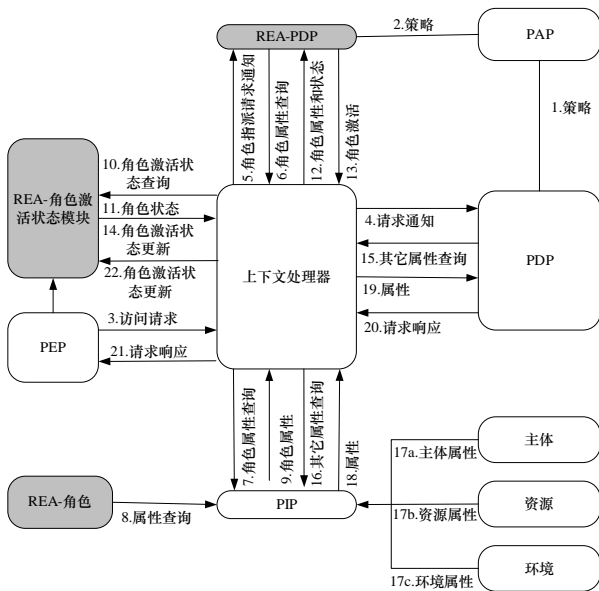 REA-PDP
2.策略
PAP
1.策略
5.角色指派请求通知
6.角色属性查询
12.角色属性和状态
13.角色激活
REA-角色激
活状态模块
10.角色激活状
态查询
11.角色状态
14.角色激活状
态更新
22.角色激活状
态更新
上下文处理器
4.请求通知
15.其它属性查询
19.属性
20.请求响应
PDP
PEP
3.访问请求
21.请求响应
7.角色属性查询
9.角色属性
16.其它属性查询
18.属性
REA-角色
8.属性查询
PIP
17a.主体属性
主体
17b.资源属性
资源
17c.环境属性
环境